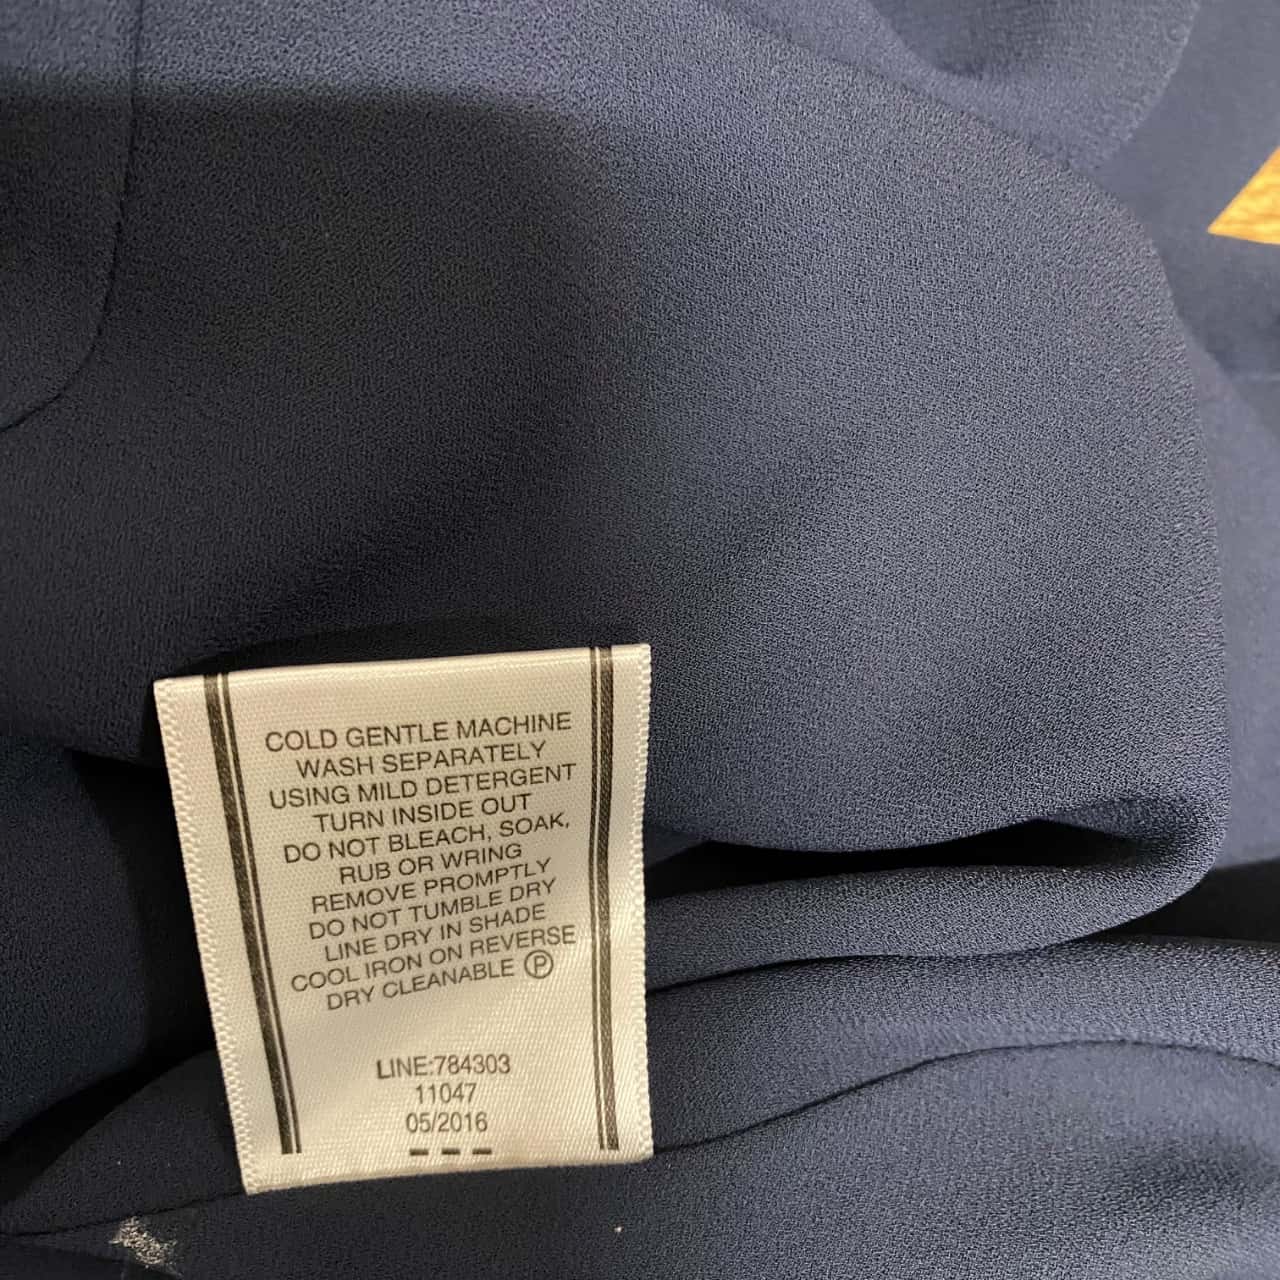 COLD GENTLE MACHINE
WASH SEPARATELY
USING MILD DETERGENT
TURN INSIDE OUT
DO NOT BLEACH, SOAK,
RUB OR WRING
REMOVE PROMPTLY
DO NOT TUMBLE DRY
LINE DRY IN SHADE
COOL IRON ON REVERSE
DRY CLEANABLE Ⓟ
LINE:784303
11047
05/2016
---